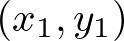 (x₁, y₁)